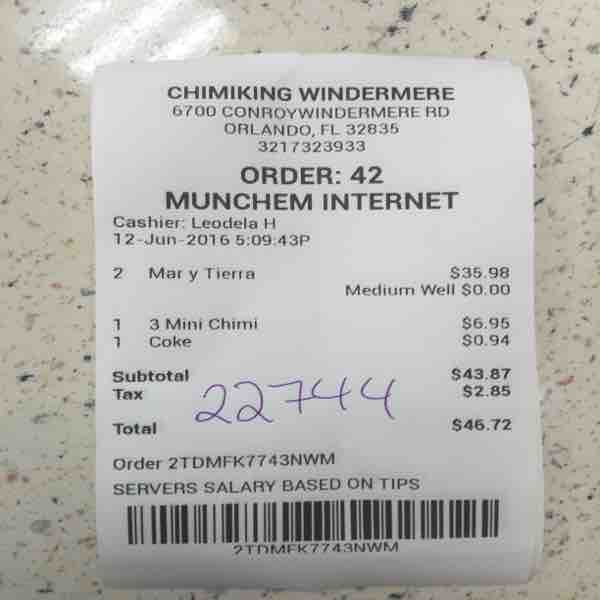 CHIMIKING WINDERMERE
6700 CONROYWINDERMERE RD
ORLANDO, FL 32835
3217323933
ORDER: 42
MUNCHEM INTERNET
Cashier: Leodela H
12-Jun-2016 5:09:43P
2 Mar y Tierra $35.98
Medium Well $0.00
1 3 Mini Chimi $6.95
1 Coke $0.94
Subtotal $43.87
Tax $2.85
22744
Total $46.72
Order 2TDMFK7743NWM
SERVERS SALARY BASED ON TIPS
2TDMFK7743NWM